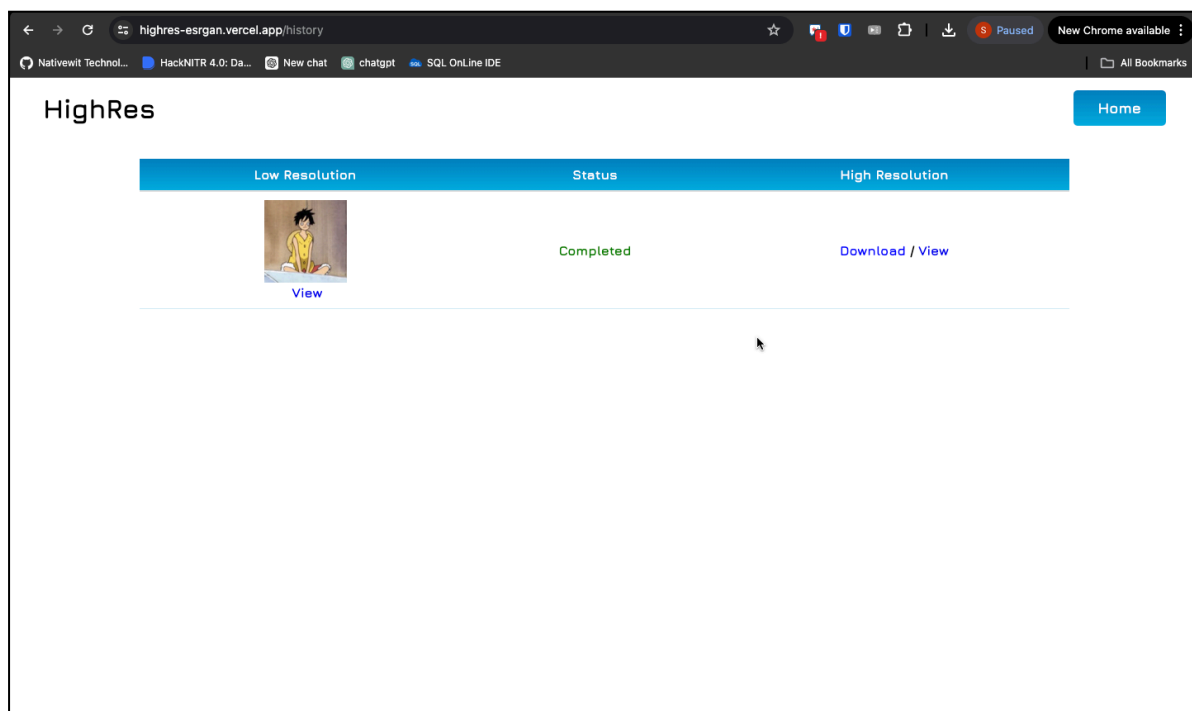 highres-esrgan.vercel.app/history
S Paused
New Chrome available
Nativewit Technol... HackNITR 4.0: Da... New chat chatgpt SQL SQL OnLine IDE All Bookmarks
HighRes
Home
Low Resolution Status High Resolution
Completed Download / View
View